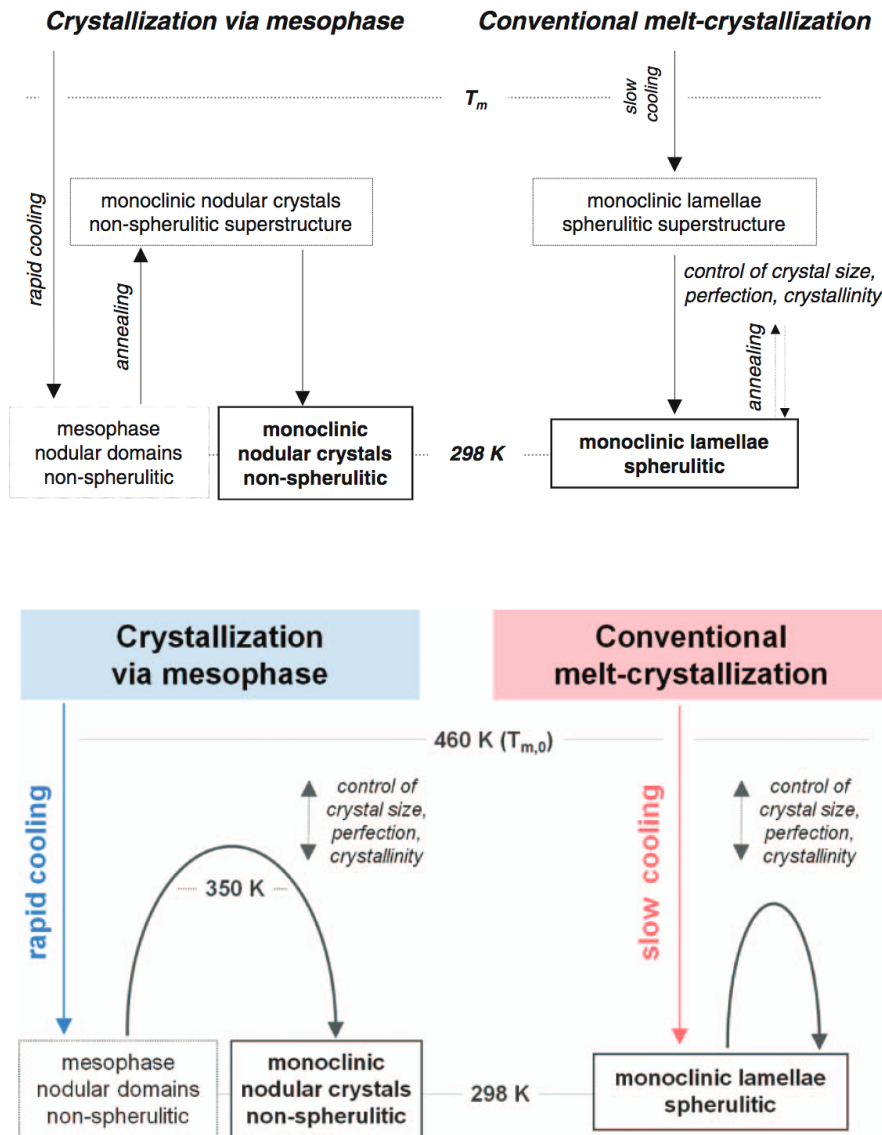 Crystallization via mesophase
Conventional melt-crystallization
Tm
slow
cooling
rapid cooling
monoclinic nodular crystals
non-spherulitic superstructure
monoclinic lamellae
spherulitic superstructure
annealing
control of crystal size,
perfection, crystallinity
annealing
mesophase
nodular domains
non-spherulitic
monoclinic
nodular crystals
non-spherulitic
298 K
monoclinic lamellae
spherulitic
Crystallization
via mesophase
Conventional
melt-crystallization
460 K (Tm,0)
rapid cooling
control of
crystal size,
perfection,
crystallinity
350 K
slow cooling
control of
crystal size,
perfection,
crystallinity
mesophase
nodular domains
non-spherulitic
monoclinic
nodular crystals
non-spherulitic
298 K
monoclinic lamellae
spherulitic